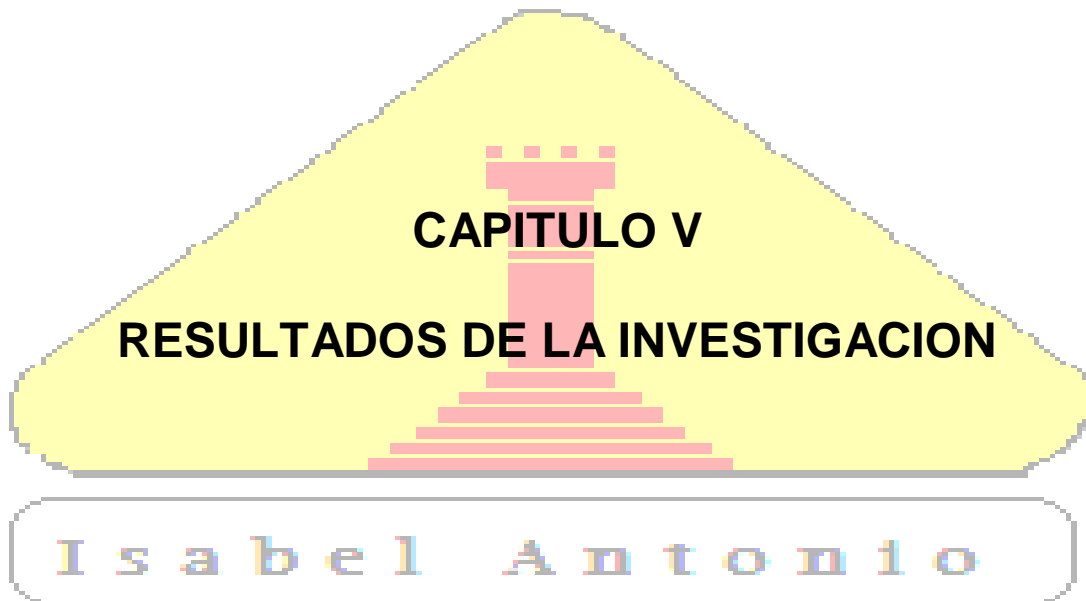 CAPITULO V
RESULTADOS DE LA INVESTIGACION
Isabel Antonio